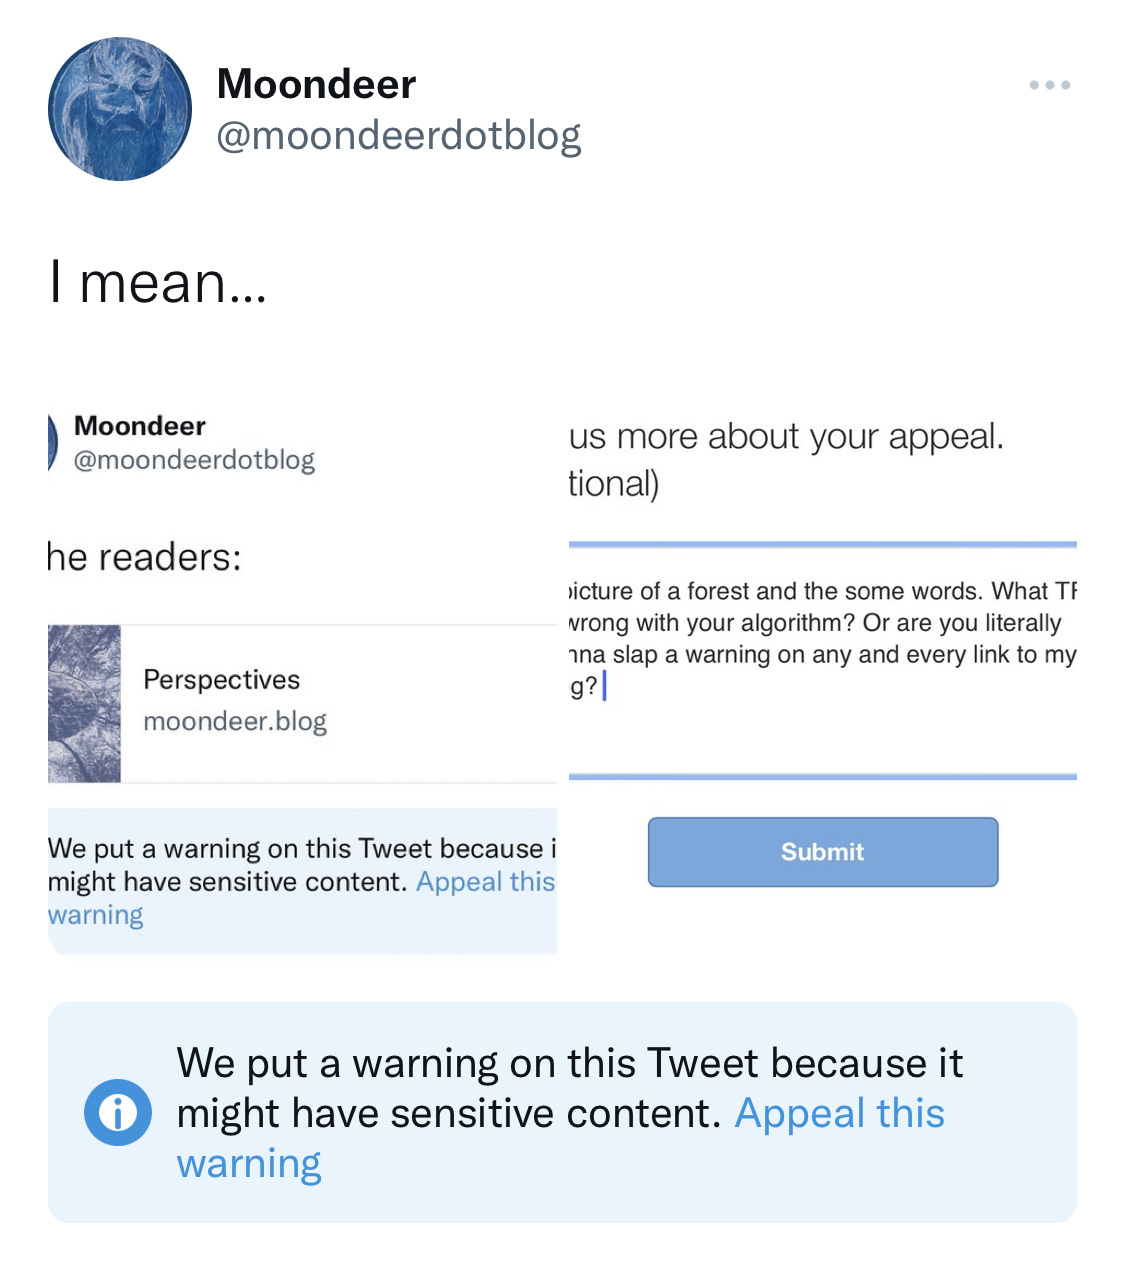 Moondeer
@moondeerdotblog
I mean...
Moondeer
@moondeerdotblog
he readers:
Perspectives
moondeer.blog
We put a warning on this Tweet because i
might have sensitive content. Appeal this
warning
us more about your appeal.
tional)
picture of a forest and the some words. What TF
wrong with your algorithm? Or are you literally
nna slap a warning on any and every link to my
g?
Submit
We put a warning on this Tweet because it
might have sensitive content. Appeal this
warning